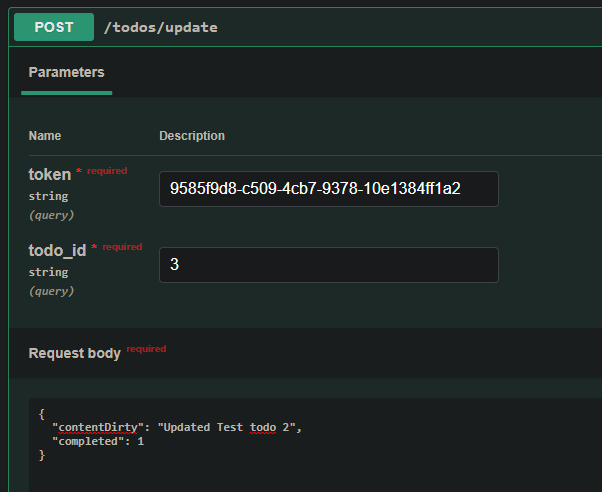 POST /todos/update
Parameters
Name Description
token * required
string
(query)
9585f9d8-c509-4cb7-9378-10e1384ff1a2
todo_id * required
string
(query)
3
Request body required
{
  "contentDirty": "Updated Test todo 2",
  "completed": 1
}